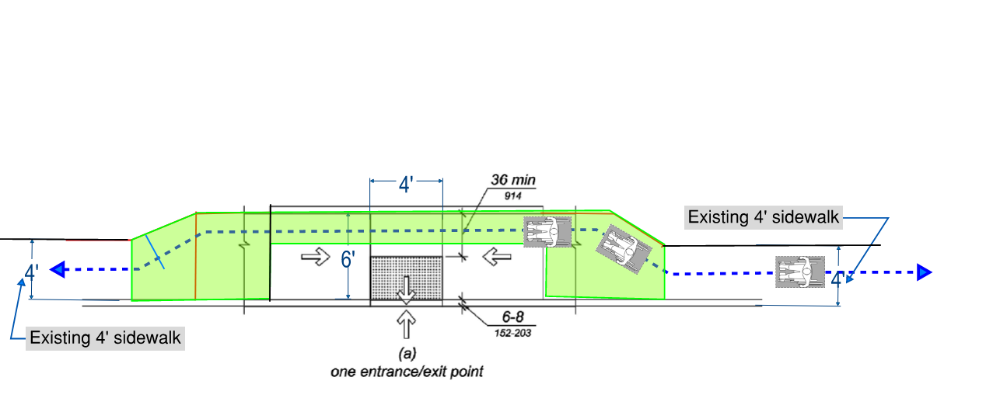 4'
36 min
914
Existing 4' sidewalk
6'
4'
4'
Existing 4' sidewalk
6-8
152-203
(a)
one entrance/exit point